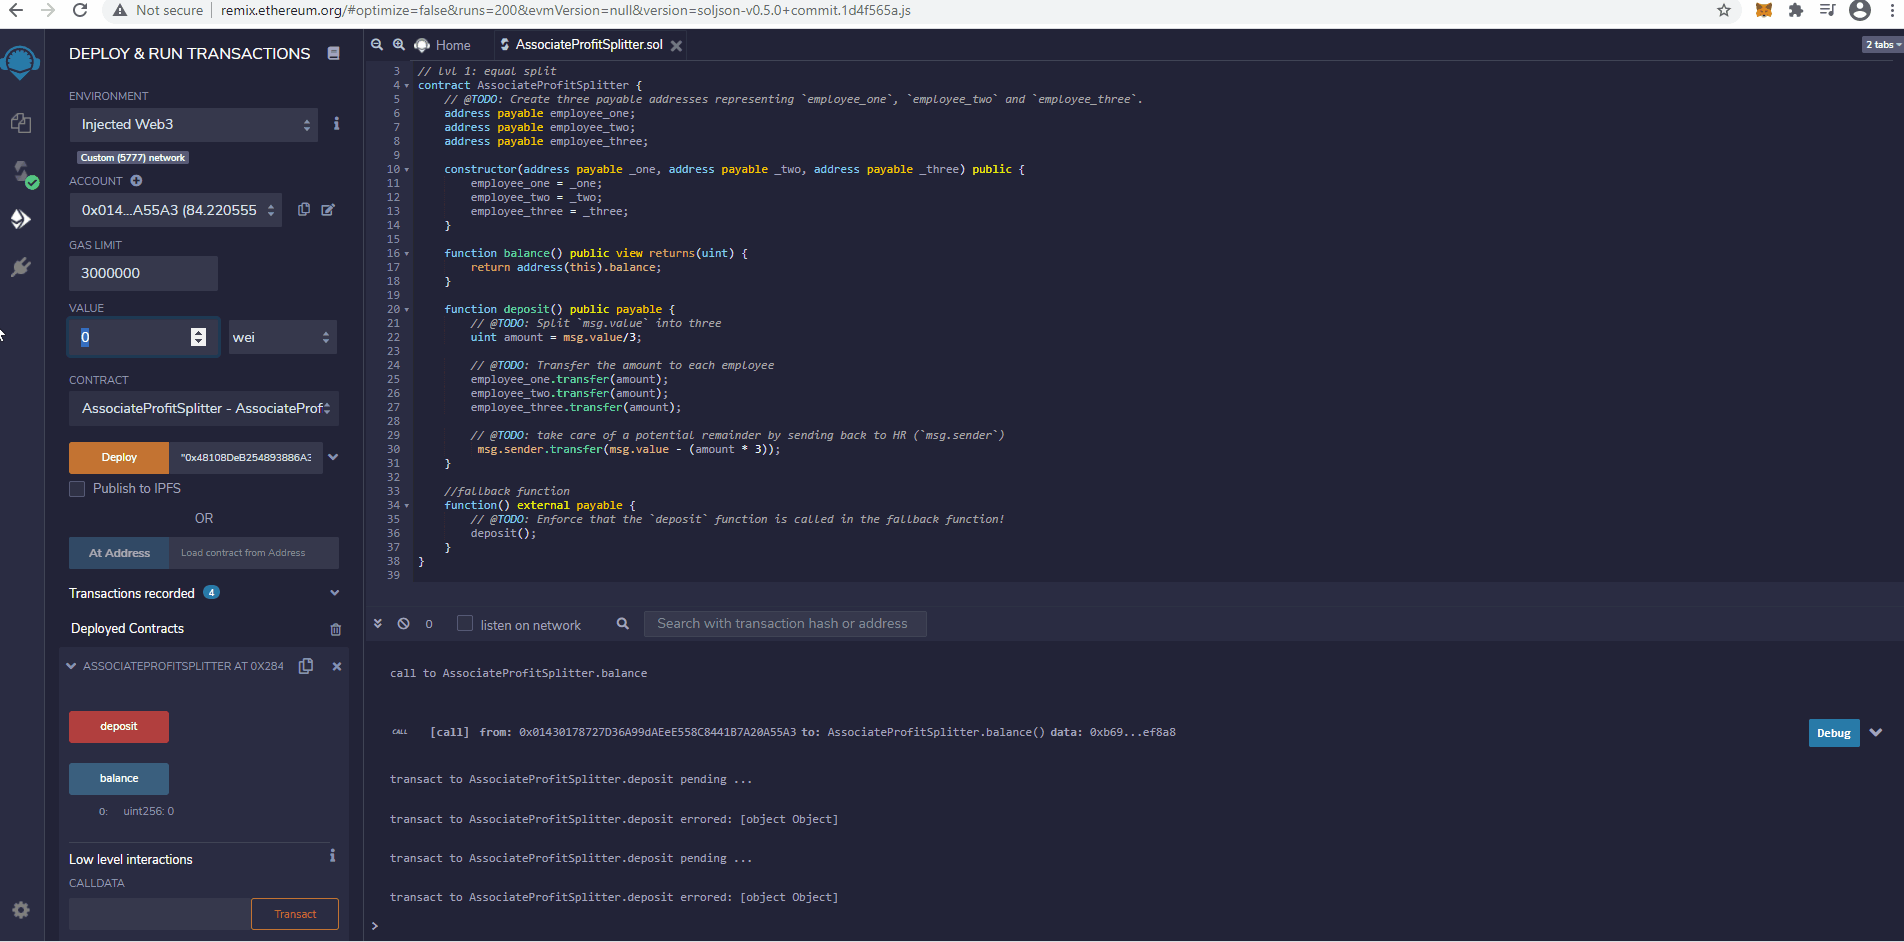 Not secure | remix.ethereum.org/#optimize=false&runs=200&evmVersion=null&version=soljson-v0.5.0+commit.1d4f565a.js
DEPLOY & RUN TRANSACTIONS
ENVIRONMENT
Injected Web3
Custom (5777) network
ACCOUNT
0x014...A55A3 (84.220555
GAS LIMIT
3000000
VALUE
0
wei
CONTRACT
AssociateProfitSplitter - AssociateProf
Deploy
"0x48108DeB254893886A3
Publish to IPFS
OR
At Address
Load contract from Address
Transactions recorded 4
Deployed Contracts
ASSOCIATEPROFITSPLITTER AT 0X284
deposit
balance
0: uint256: 0
Low level interactions
CALLDATA
Transact
Home
AssociateProfitSplitter.sol
2 tabs
3 // lvl 1: equal split
4 contract AssociateProfitSplitter {
5 // @TODO: Create three payable addresses representing `employee_one`, `employee_two` and `employee_three`.
6 address payable employee_one;
7 address payable employee_two;
8 address payable employee_three;
9
10 constructor(address payable _one, address payable _two, address payable _three) public {
11 employee_one = _one;
12 employee_two = _two;
13 employee_three = _three;
14 }
15
16 function balance() public view returns(uint) {
17 return address(this).balance;
18 }
19
20 function deposit() public payable {
21 // @TODO: Split `msg.value` into three
22 uint amount = msg.value/3;
23
24 // @TODO: Transfer the amount to each employee
25 employee_one.transfer(amount);
26 employee_two.transfer(amount);
27 employee_three.transfer(amount);
28
29 // @TODO: take care of a potential remainder by sending back to HR (`msg.sender`)
30 msg.sender.transfer(msg.value - (amount * 3));
31 }
32
33 //fallback function
34 function() external payable {
35 // @TODO: Enforce that the `deposit` function is called in the fallback function!
36 deposit();
37 }
38 }
39
0
listen on network
Search with transaction hash or address
call to AssociateProfitSplitter.balance
CALL [call] from: 0x01430178727D36A99dAEeE558C8441B7A20A55A3 to: AssociateProfitSplitter.balance() data: 0xb69...ef8a8
Debug
transact to AssociateProfitSplitter.deposit pending ...
transact to AssociateProfitSplitter.deposit errored: [object Object]
transact to AssociateProfitSplitter.deposit pending ...
transact to AssociateProfitSplitter.deposit errored: [object Object]
>